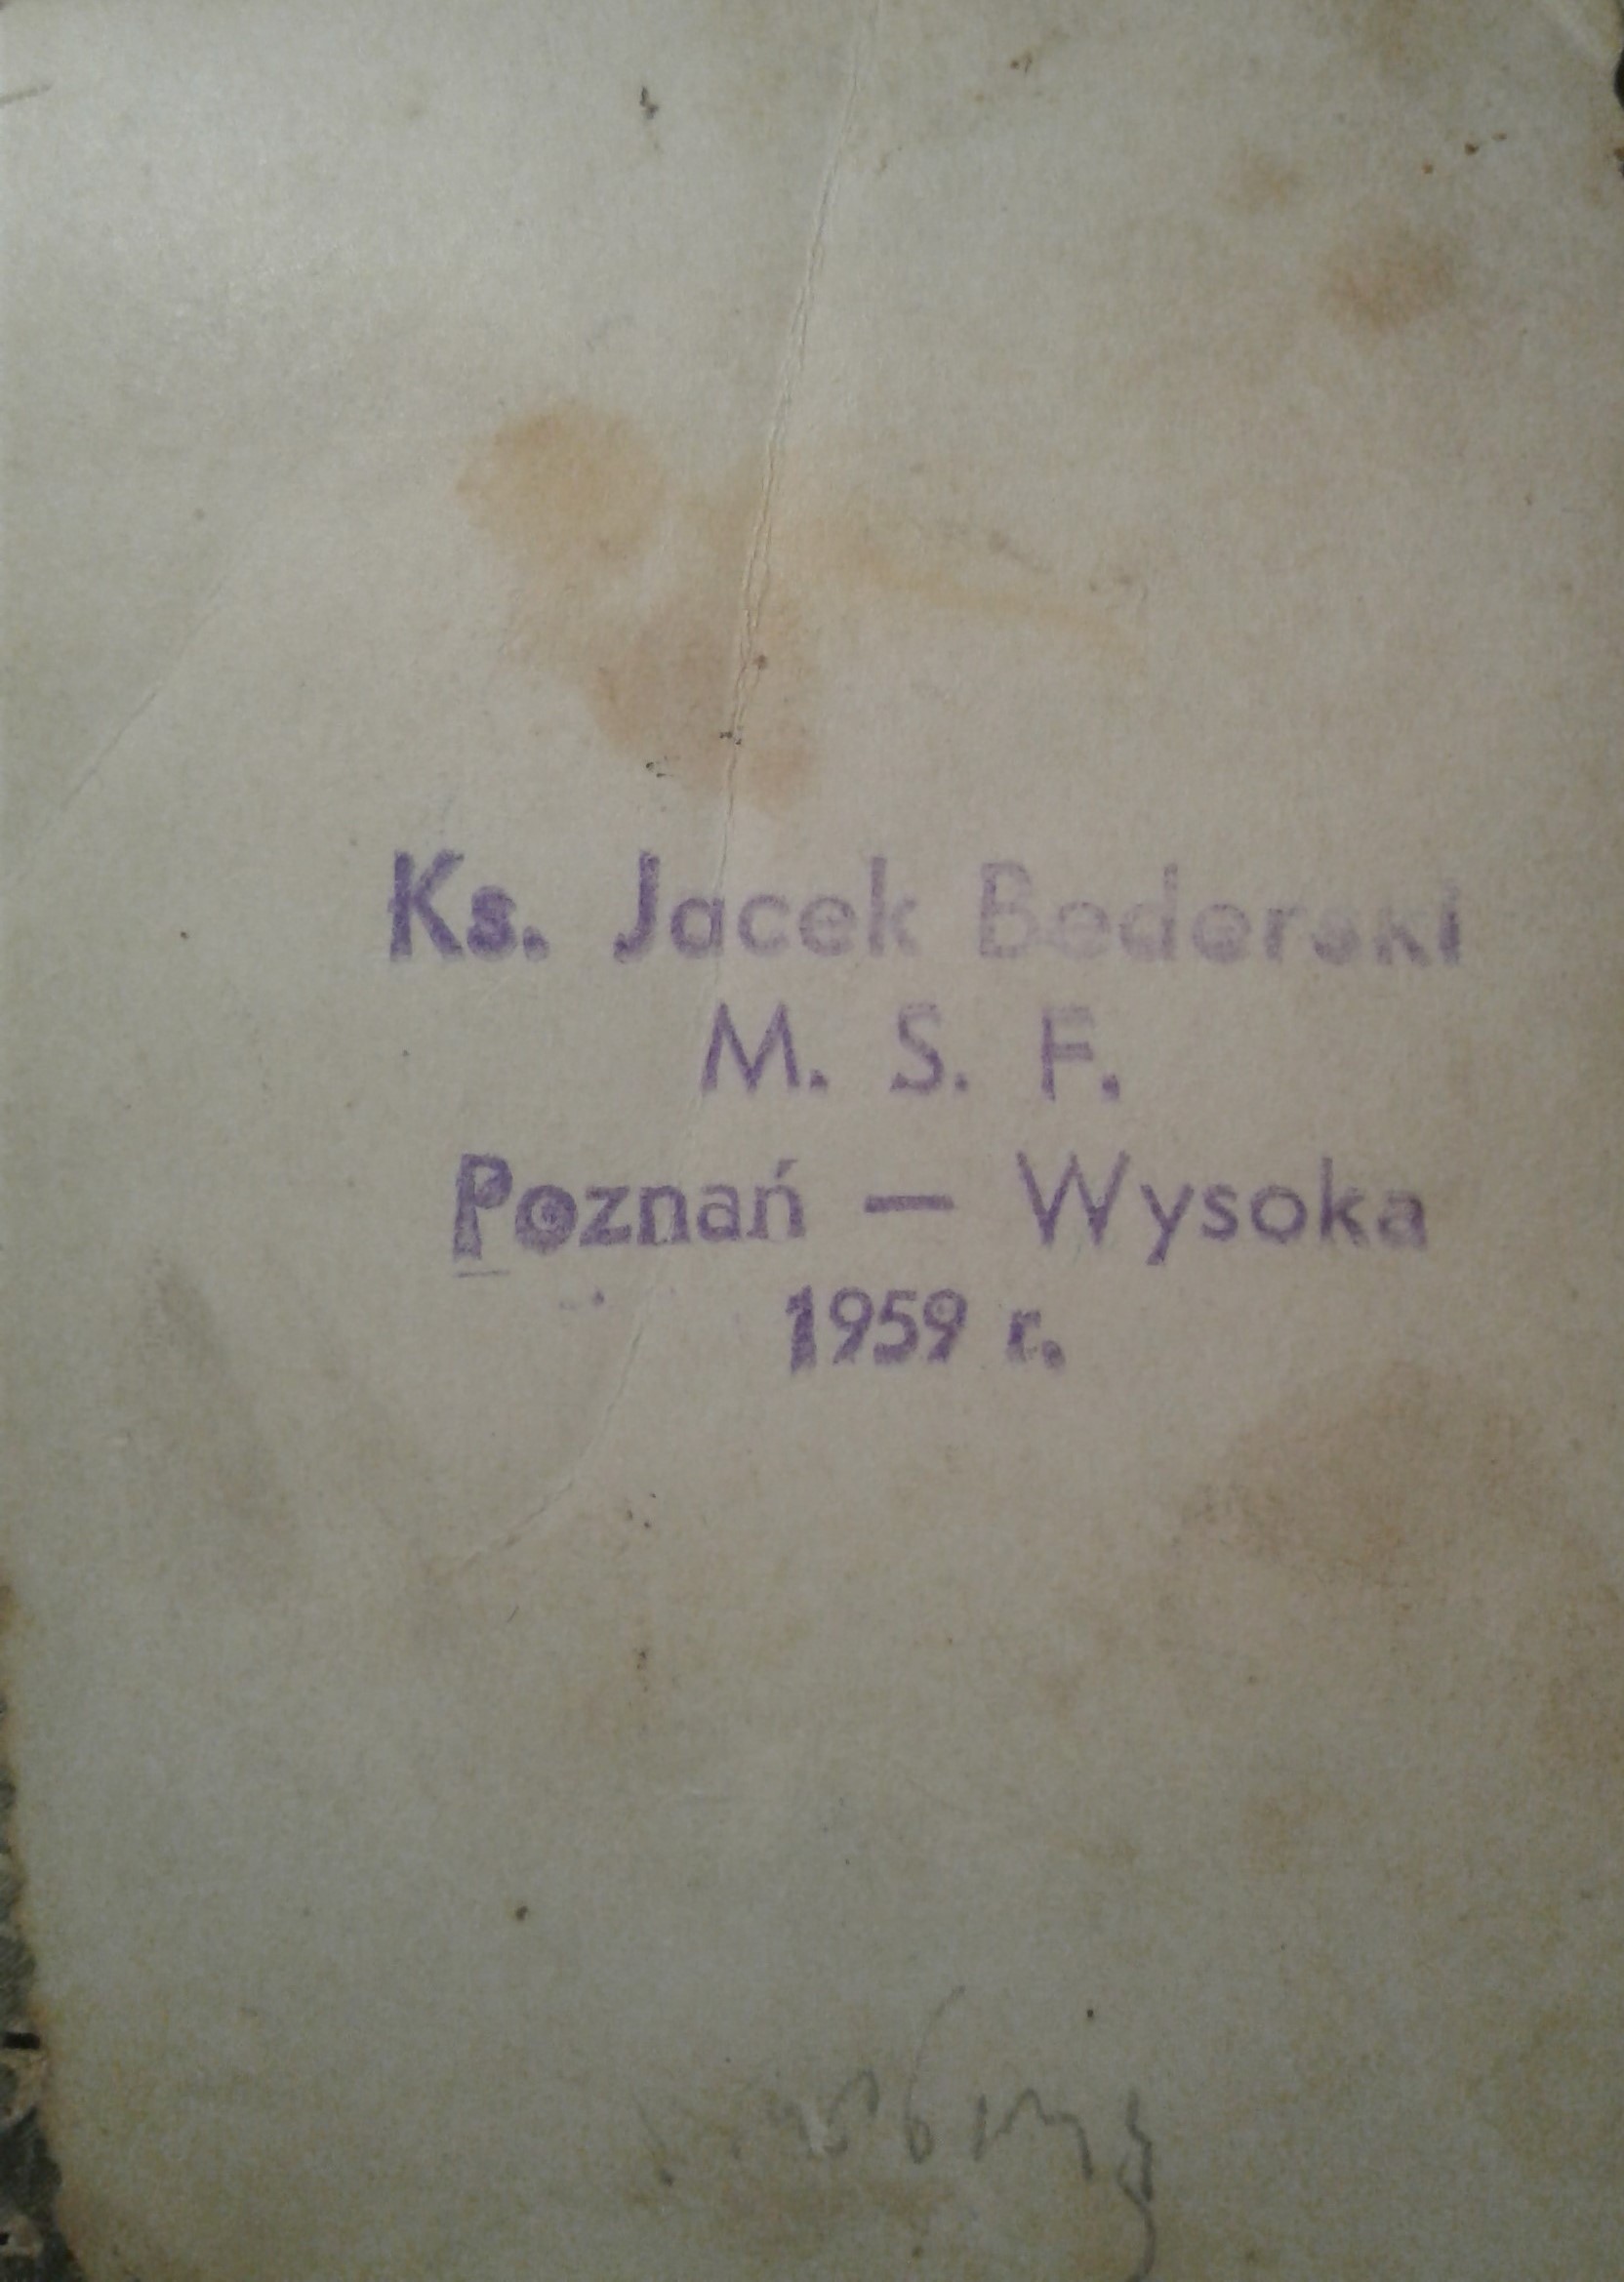 Ks. Jacek Bederski
M. S. F.
Poznań — Wysoka
1959 r.